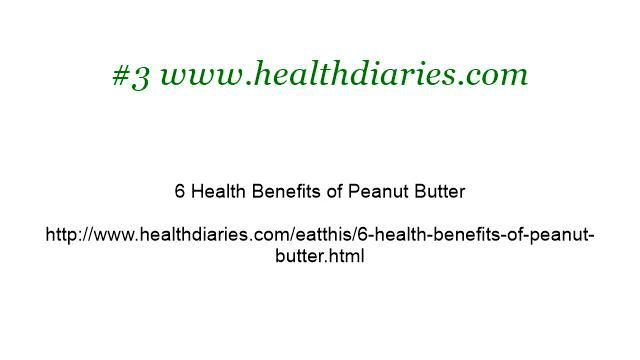 #3 www.healthdiaries.com
6 Health Benefits of Peanut Butter
http://www.healthdiaries.com/eatthis/6-health-benefits-of-peanut-
butter.html